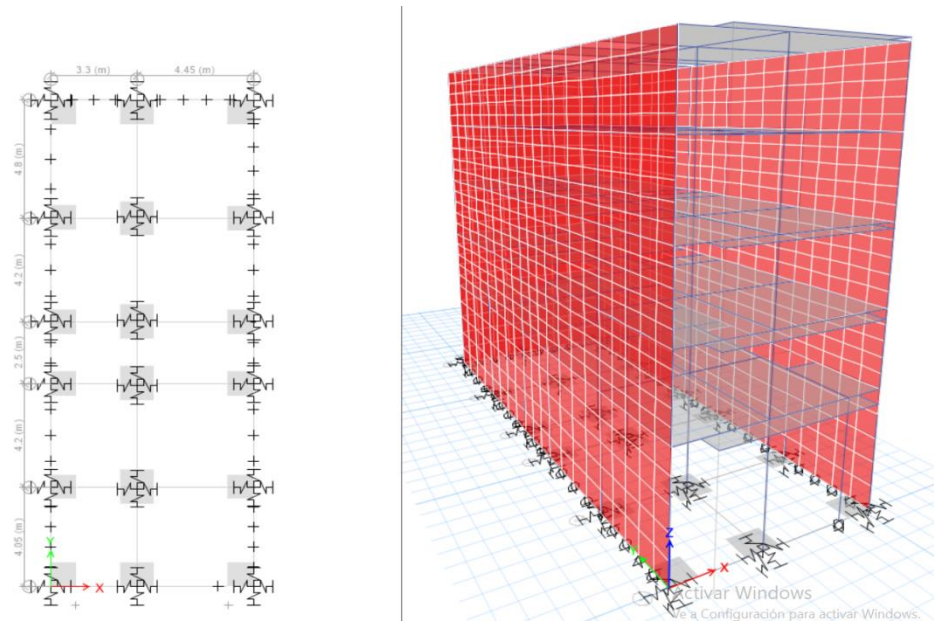 3.3 (m)
4.45 (m)
4.8 (m)
4.2 (m)
2.5 (m)
4.2 (m)
4.05 (m)
Y
X
Z
X
Activar Windows
Ve a Configuración para activar Windows.